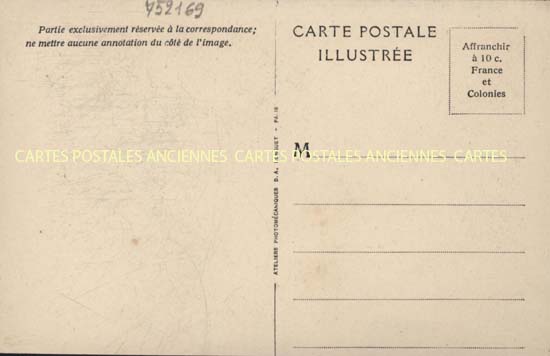 752169
Partie exclusivement réservée à la correspondance;
ne mettre aucune annotation du côté de l'image.
CARTE POSTALE
ILLUSTRÉE
Affranchir
à 10 c.
France
et
Colonies
M
CARTES POSTALES ANCIENNES CARTES POSTALES ANCIENNES CARTES
ATELIERS PHOTOMÉCANIQUES D. A.